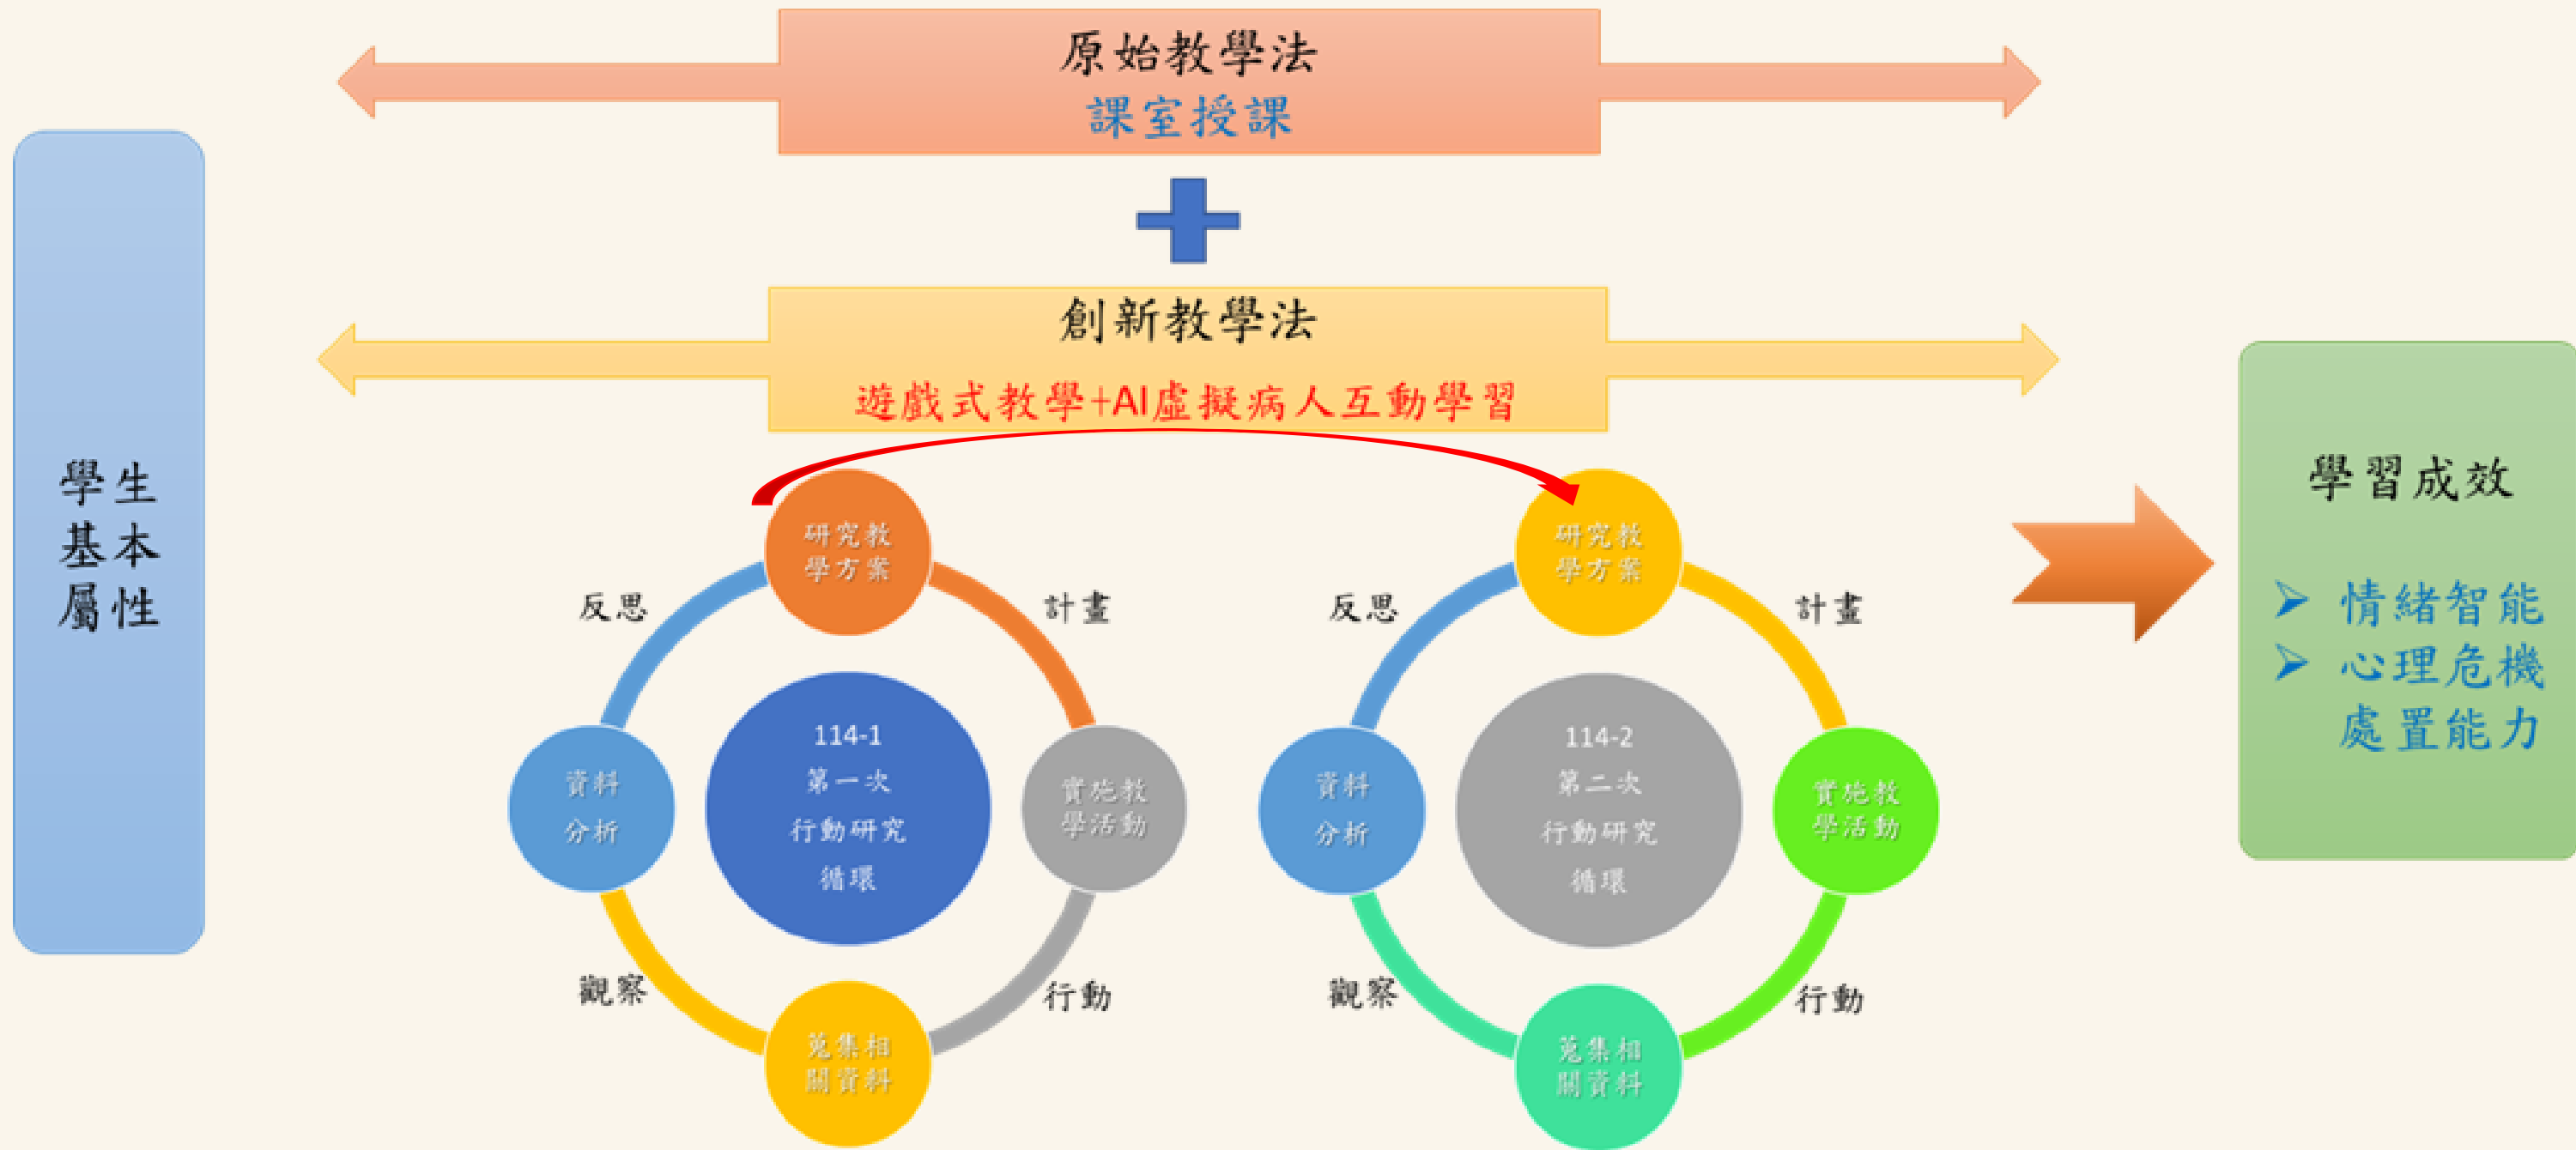 原始教學法
課室授課
創新教學法
遊戲式教學+AI虛擬病人互動學習
學生
基本
屬性
研究教
學方案
反思
計畫
114-1
第一次
行動研究
循環
資料
分析
實施教
學活動
觀察
行動
蒐集相
關資料
研究教
學方案
反思
計畫
114-2
第二次
行動研究
循環
資料
分析
實施教
學活動
觀察
行動
蒐集相
關資料
學習成效
➢ 情緒智能
➢ 心理危機
處置能力